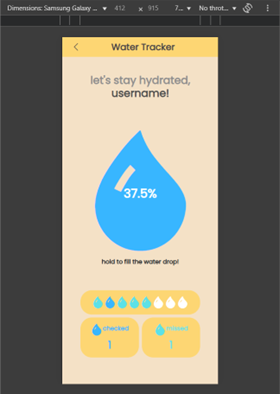 Dimensions: Samsung Galaxy ... 412 × 915 7... No throt...
Water Tracker
let's stay hydrated,
username!
37.5%
hold to fill the water drop!
checked missed
1 1